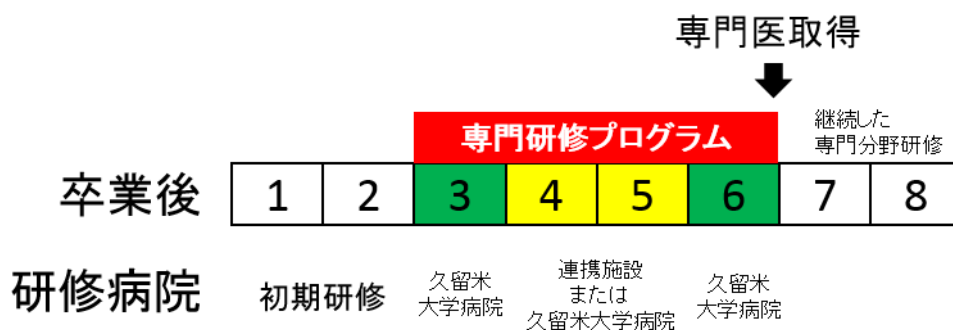 専門医取得
専門研修プログラム
継続した
専門分野研修
卒業後 1 2 3 4 5 6 7 8
研修病院 初期研修
久留米
大学病院
連携施設
または
久留米大学病院
久留米
大学病院